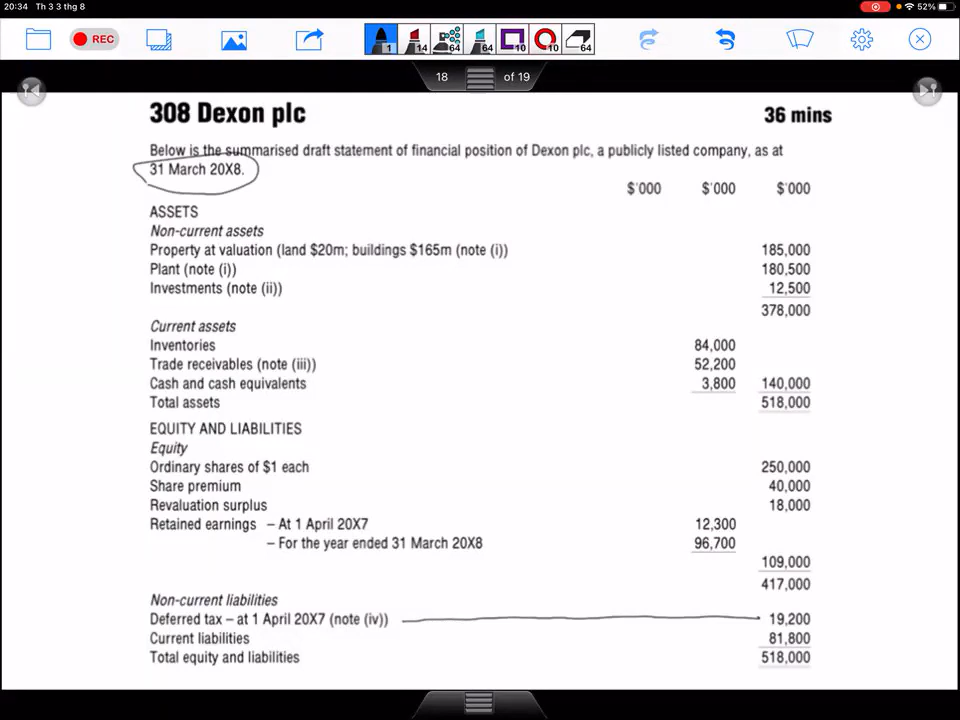 20:34 Th 3 3 thg 8
52%
REC
1
14
64
64
10
10
64
18 of 19
308 Dexon plc 36 mins
Below is the summarised draft statement of financial position of Dexon plc, a publicly listed company, as at
31 March 20X8.
$'000 $'000 $'000
ASSETS
Non-current assets
Property at valuation (land $20m; buildings $165m (note (i)) 185,000
Plant (note (i)) 180,500
Investments (note (ii)) 12,500
378,000
Current assets
Inventories 84,000
Trade receivables (note (iii)) 52,200
Cash and cash equivalents 3,800 140,000
Total assets 518,000
EQUITY AND LIABILITIES
Equity
Ordinary shares of $1 each 250,000
Share premium 40,000
Revaluation surplus 18,000
Retained earnings – At 1 April 20X7 12,300
– For the year ended 31 March 20X8 96,700
109,000
417,000
Non-current liabilities
Deferred tax – at 1 April 20X7 (note (iv)) 19,200
Current liabilities 81,800
Total equity and liabilities 518,000